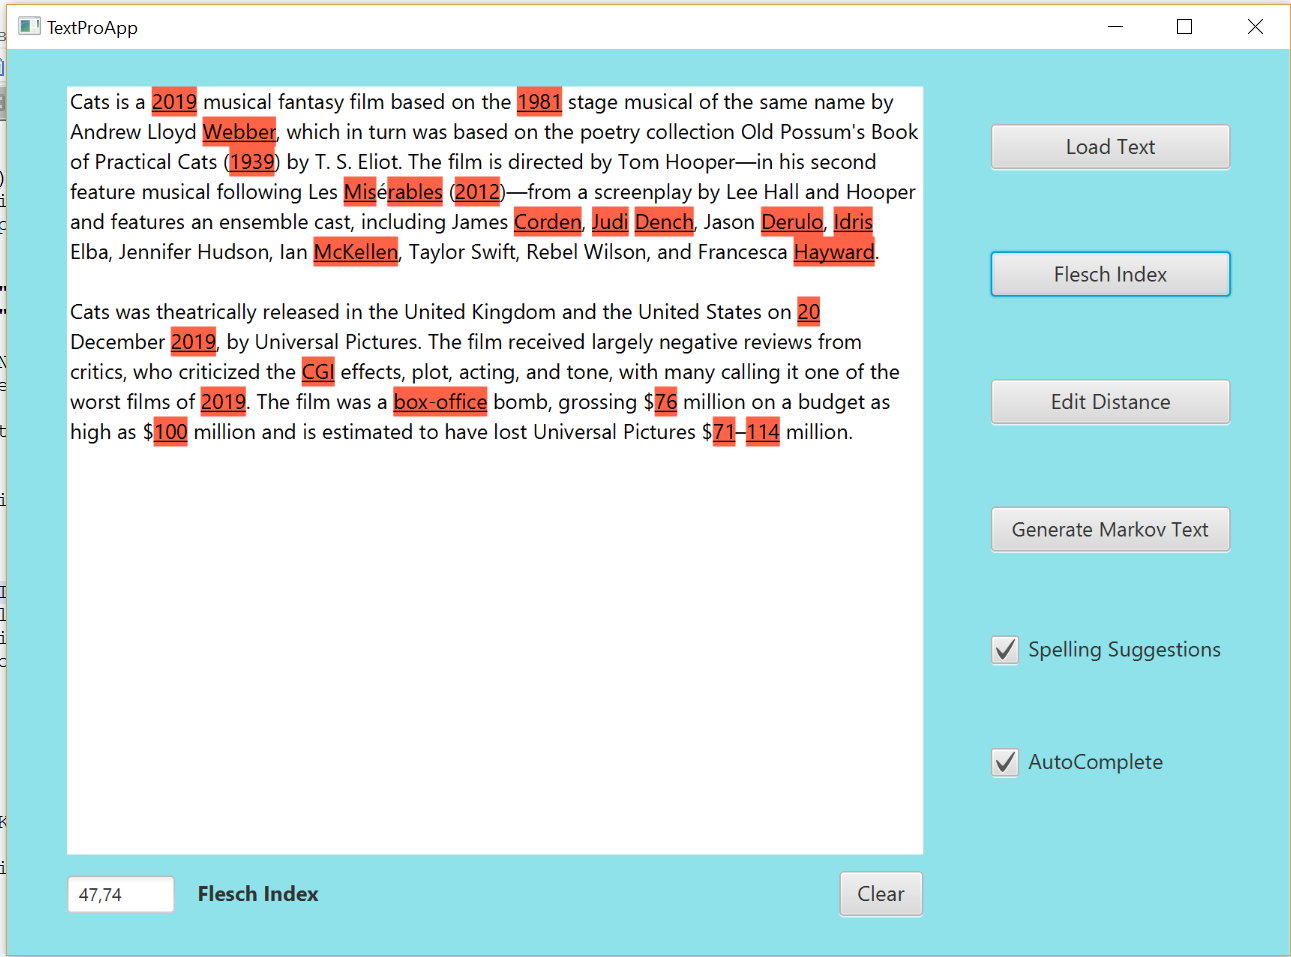 TextProApp
Cats is a 2019 musical fantasy film based on the 1981 stage musical of the same name by
Andrew Lloyd Webber, which in turn was based on the poetry collection Old Possum's Book
of Practical Cats (1939) by T. S. Eliot. The film is directed by Tom Hooper—in his second
feature musical following Les Misérables (2012)—from a screenplay by Lee Hall and Hooper
and features an ensemble cast, including James Corden, Judi Dench, Jason Derulo, Idris
Elba, Jennifer Hudson, Ian McKellen, Taylor Swift, Rebel Wilson, and Francesca Hayward.
Cats was theatrically released in the United Kingdom and the United States on 20
December 2019, by Universal Pictures. The film received largely negative reviews from
critics, who criticized the CGI effects, plot, acting, and tone, with many calling it one of the
worst films of 2019. The film was a box-office bomb, grossing $76 million on a budget as
high as $100 million and is estimated to have lost Universal Pictures $71–114 million.
Load Text
Flesch Index
Edit Distance
Generate Markov Text
Spelling Suggestions
AutoComplete
47,74
Flesch Index
Clear